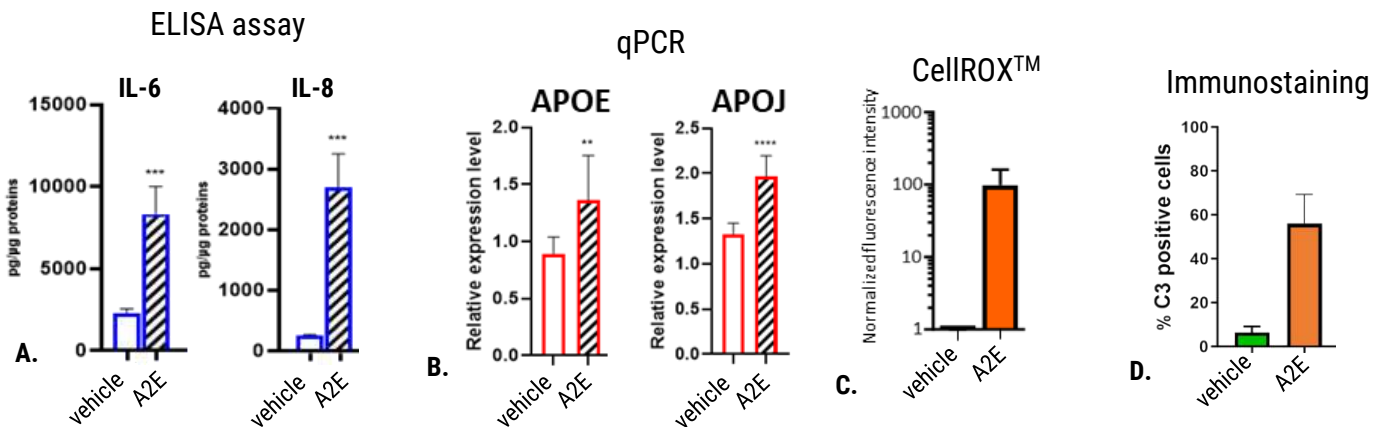 ELISA assay
IL-6
pg/µg proteins
15000
10000
5000
0
***
vehicle
A2E
IL-8
pg/µg proteins
4000
3000
2000
1000
0
***
vehicle
A2E
A.
qPCR
APOE
Relative expression level
2.0
1.5
1.0
0.5
0.0
**
vehicle
A2E
APOJ
Relative expression level
2.5
2.0
1.5
1.0
0.5
0.0
****
vehicle
A2E
B.
CellROX™
Normalized fluorescence intensity
1000
100
10
1
vehicle
A2E
C.
Immunostaining
% C3 positive cells
100
80
60
40
20
0
vehicle
A2E
D.